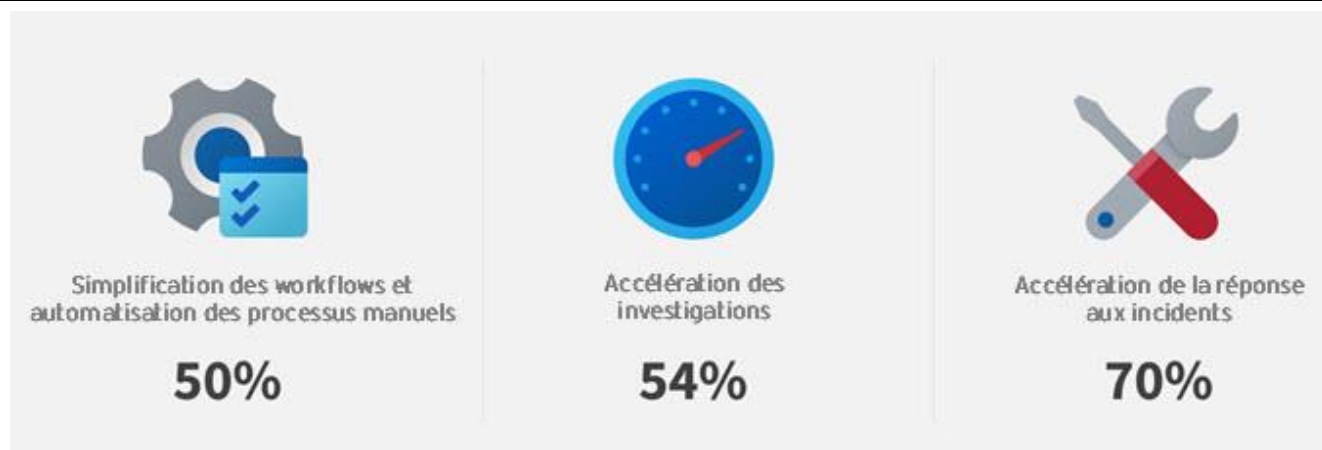 Simplification des workflows et
automatisation des processus manuels
50%
Accélération des
investigations
54%
Accélération de la réponse
aux incidents
70%